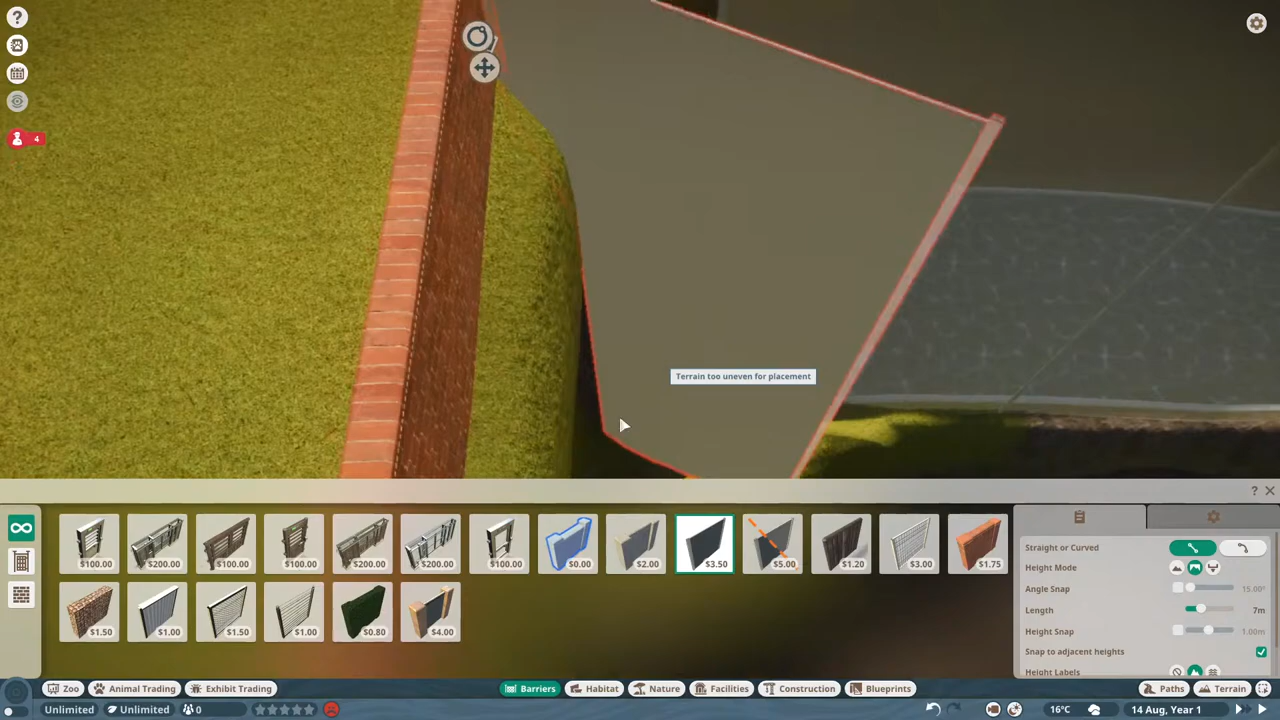 ?
4
Terrain too uneven for placement
?
$100.00 $200.00 $100.00 $100.00 $200.00 $200.00 $100.00 $0.00 $2.00 $3.50 $5.00 $1.20 $3.00 $1.75
$1.50 $1.00 $1.50 $1.00 $0.80 $4.00
Straight or Curved
Height Mode
Angle Snap 15.00°
Length 7m
Height Snap 1.00m
Snap to adjacent heights
Height Labels
Zoo Animal Trading Exhibit Trading Barriers Habitat Nature Facilities Construction Blueprints Paths Terrain
Unlimited Unlimited 0 16°C 14 Aug, Year 1